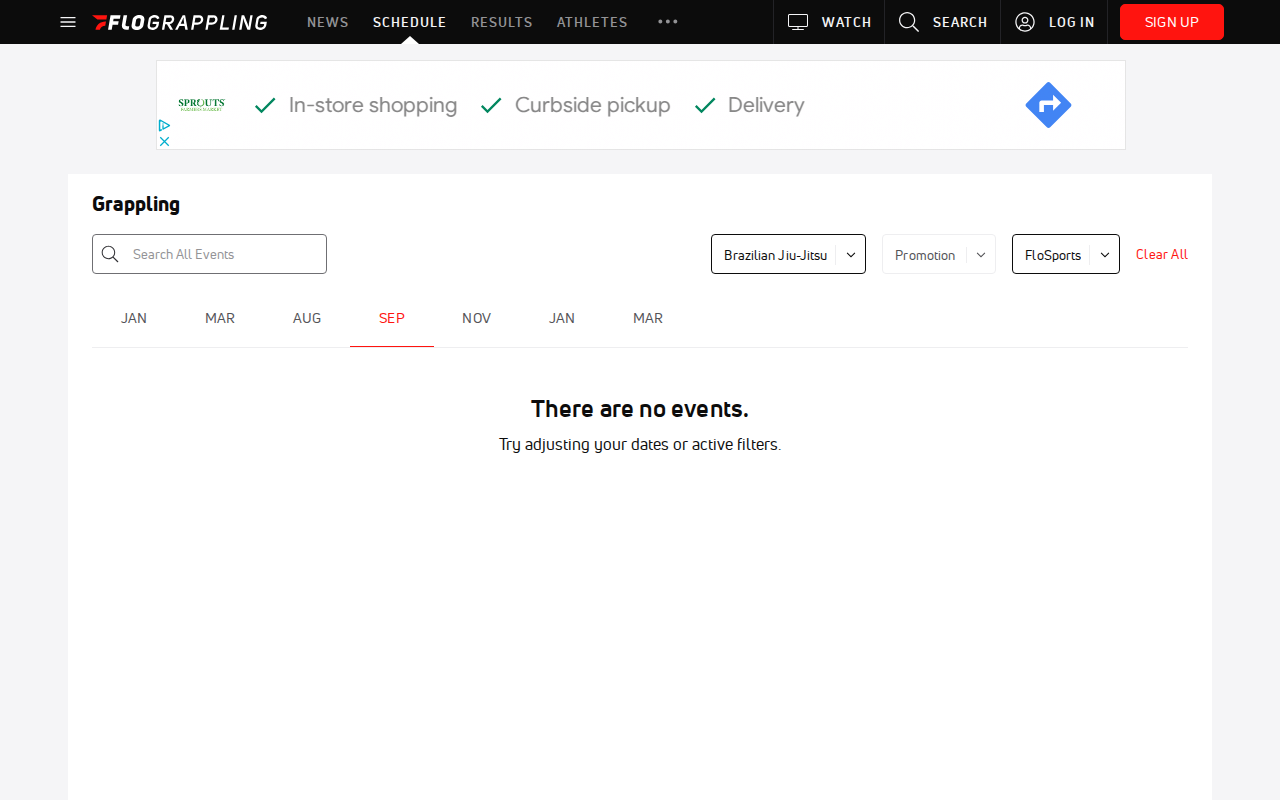 FLOGRAPPLING NEWS SCHEDULE RESULTS ATHLETES WATCH SEARCH LOG IN SIGN UP
SPROUTS
FARMERS MARKET
In-store shopping Curbside pickup Delivery
Grappling
Search All Events Brazilian Jiu-Jitsu Promotion FloSports Clear All
JAN MAR AUG SEP NOV JAN MAR
There are no events.
Try adjusting your dates or active filters.